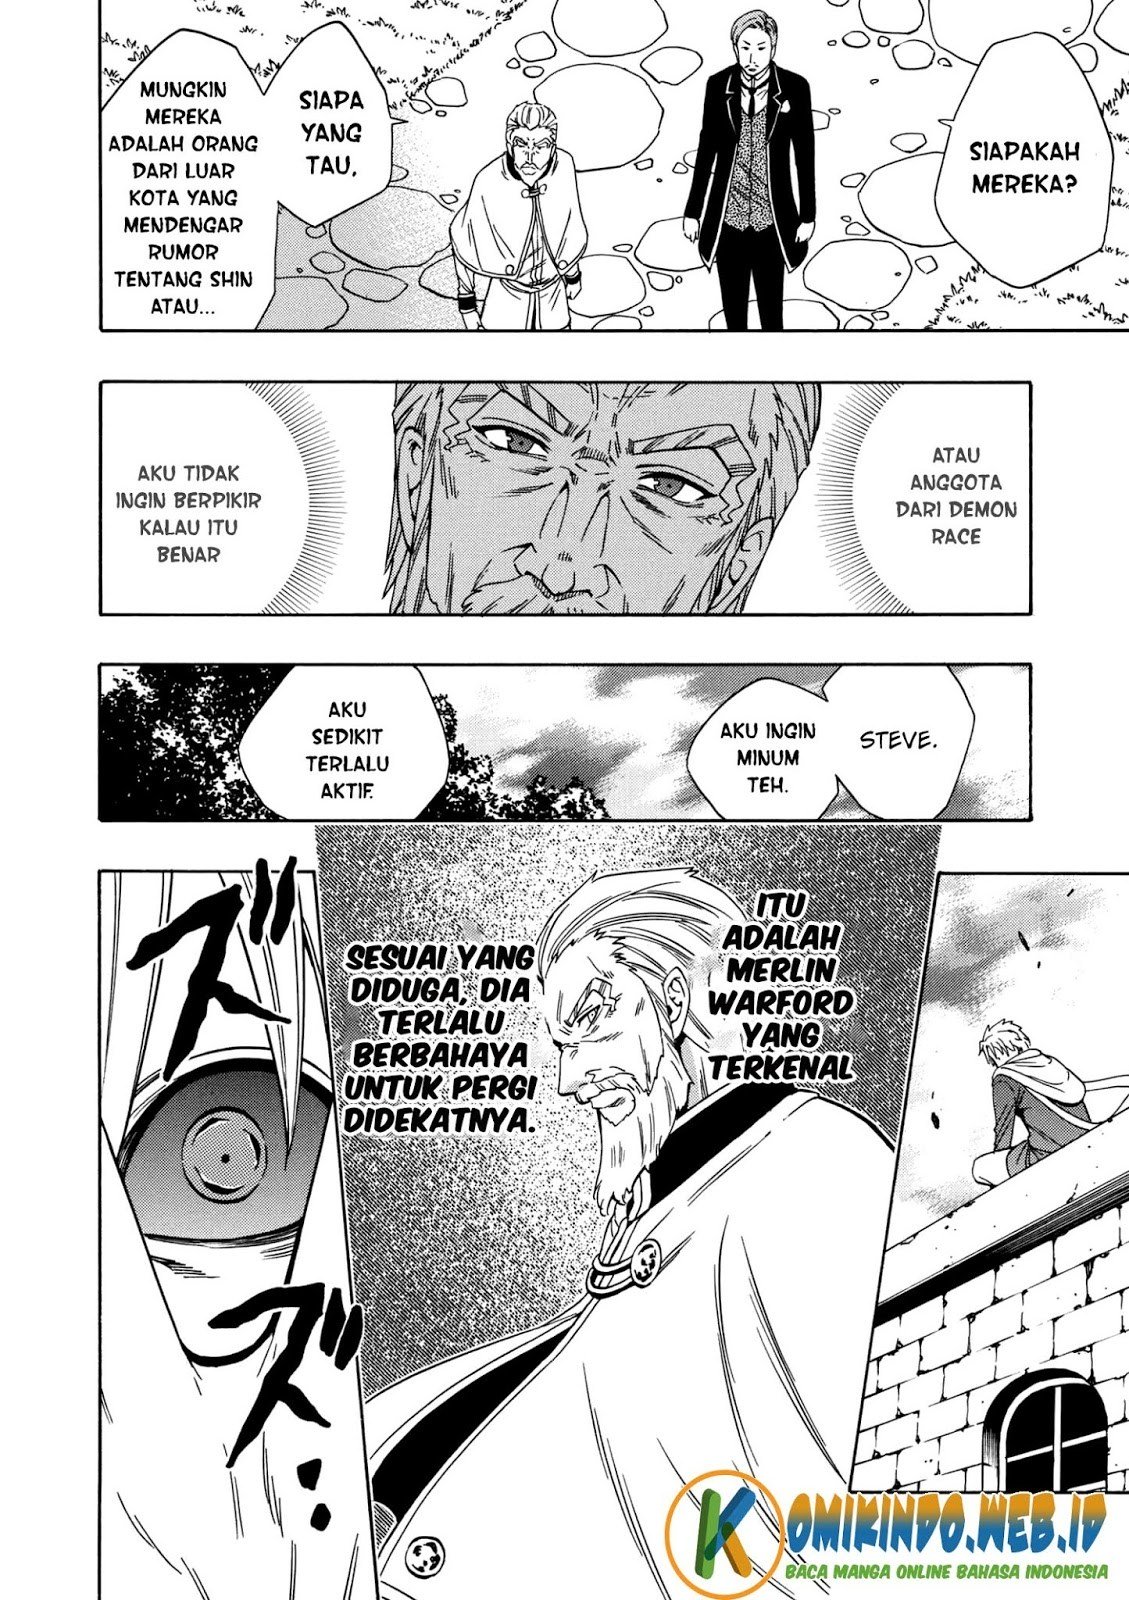 SIAPAKAH
MEREKA?
SIAPA
YANG
TAU,
MUNGKIN
MEREKA
ADALAH ORANG
DARI LUAR
KOTA YANG
MENDENGAR
RUMOR
TENTANG SHIN
ATAU...
ATAU
ANGGOTA
DARI DEMON
RACE
AKU TIDAK
INGIN BERPIKIR
KALAU ITU
BENAR
STEVE.
AKU INGIN
MINUM
TEH.
AKU
SEDIKIT
TERLALU
AKTIF.
ITU
ADALAH
MERLIN
WARFORD
YANG
TERKENAL
SESUAI YANG
DIDUGA, DIA
TERLALU
BERBAHAYA
UNTUK PERGI
DIDEKATNYA.
ズズ...
KOMIKINDO.WEB.ID
BACA MANGA ONLINE BAHASA INDONESIA